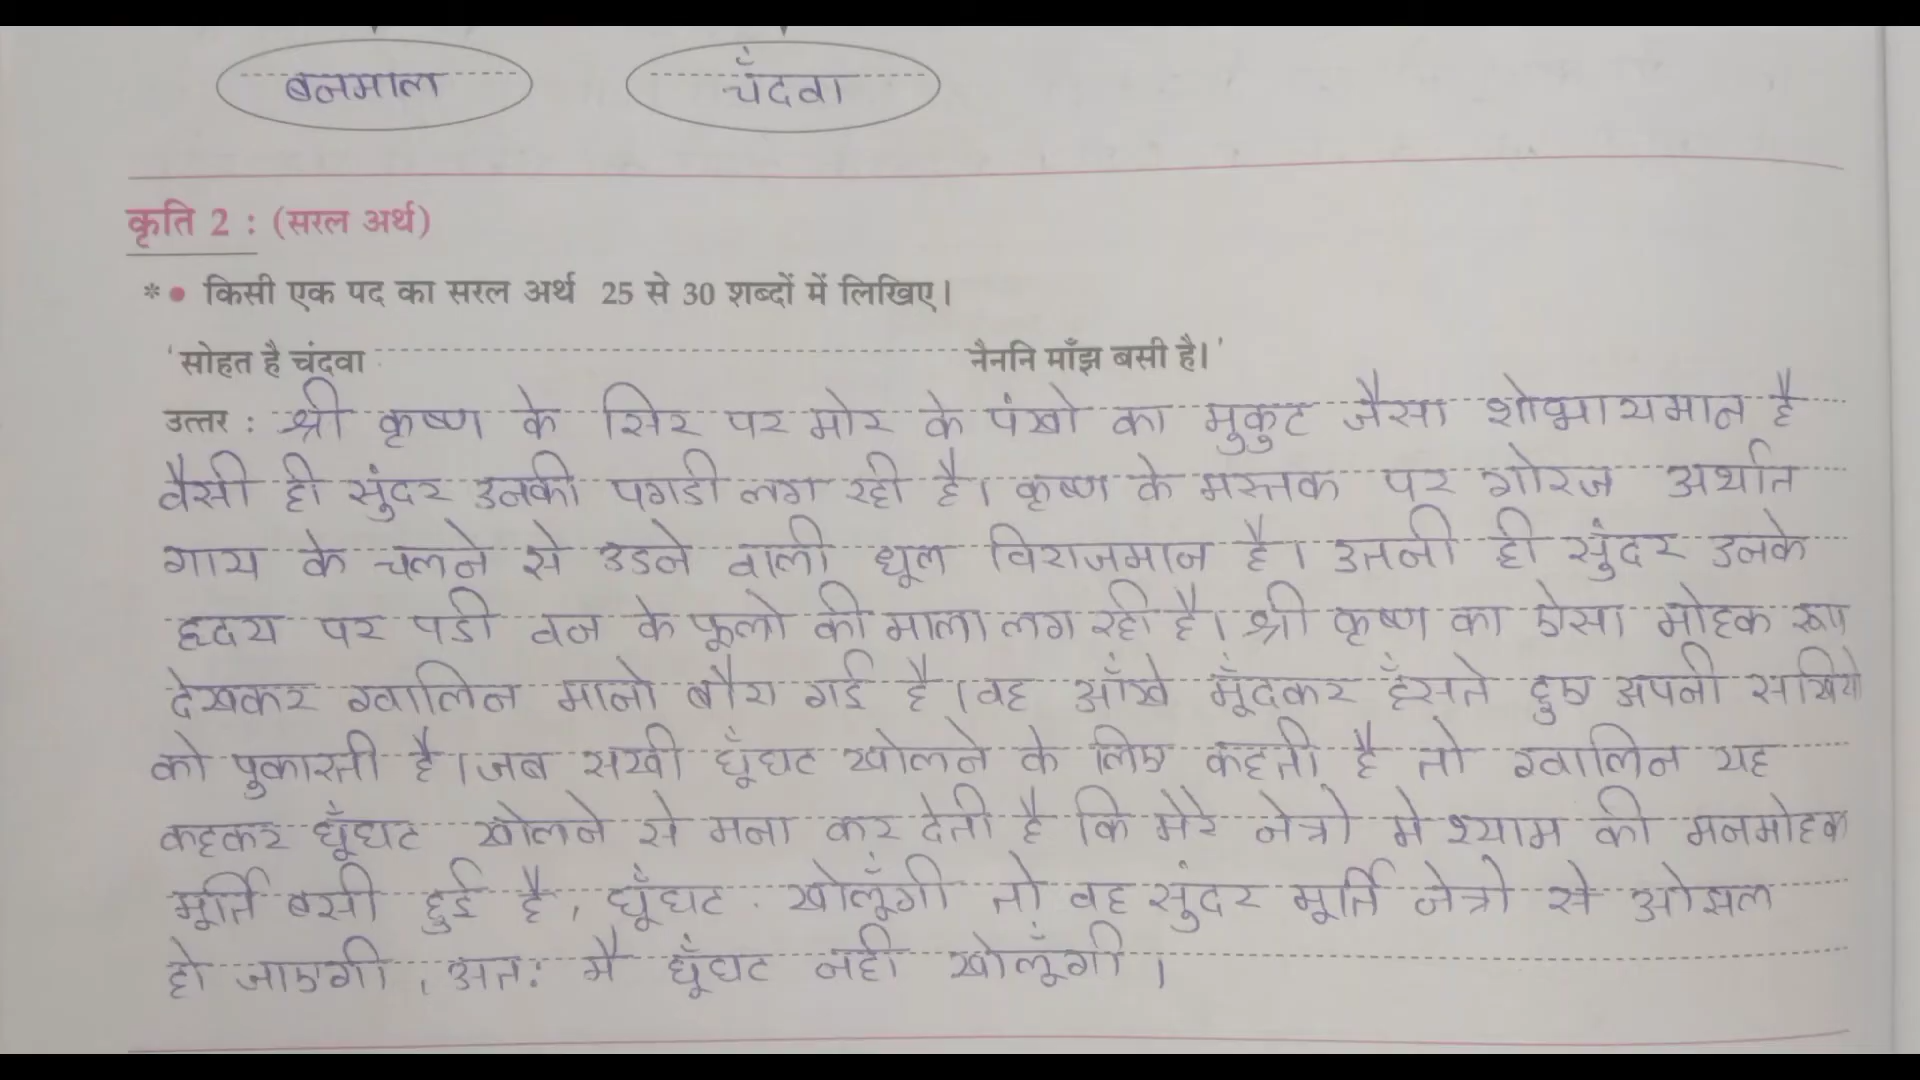 बनमाल चँदवा
कृति 2 : (सरल अर्थ)
*• किसी एक पद का सरल अर्थ 25 से 30 शब्दों में लिखिए।
'सोहत है चंदवा ---------- नैननि माँझ बसी है।'
उत्तर : श्री कृष्ण के सिर पर मोर के पंखो का मुकुट जैसा शोभायमान है
वैसी ही सुंदर उनकी पगडी लग रही है। कृष्ण के मस्तक पर गोरज अर्थात
गाय के चलने से उडने वाली धूल विराजमान है। उतनी ही सुंदर उनके
हृदय पर पडी वन के फूलो की माला लग रही है। श्री कृष्ण का ऐसा मोहक रूप
देखकर ग्वालिन मानो बौरा गई है। वह आँखे मूँदकर हँसते हुए अपनी सखियो
को पुकारती है। जब सखी घूँघट खोलने के लिए कहती है तो ग्वालिन यह
कहकर घूँघट खोलने से मना कर देती है कि मेरे नेत्रो मे श्याम की मनमोहक
मूर्ति बसी हुई है, घूँघट खोलूँगी तो वह सुंदर मूर्ति नेत्रो से ओझल
हो जाएगी, अत: मै घूँघट नही खोलूँगी।